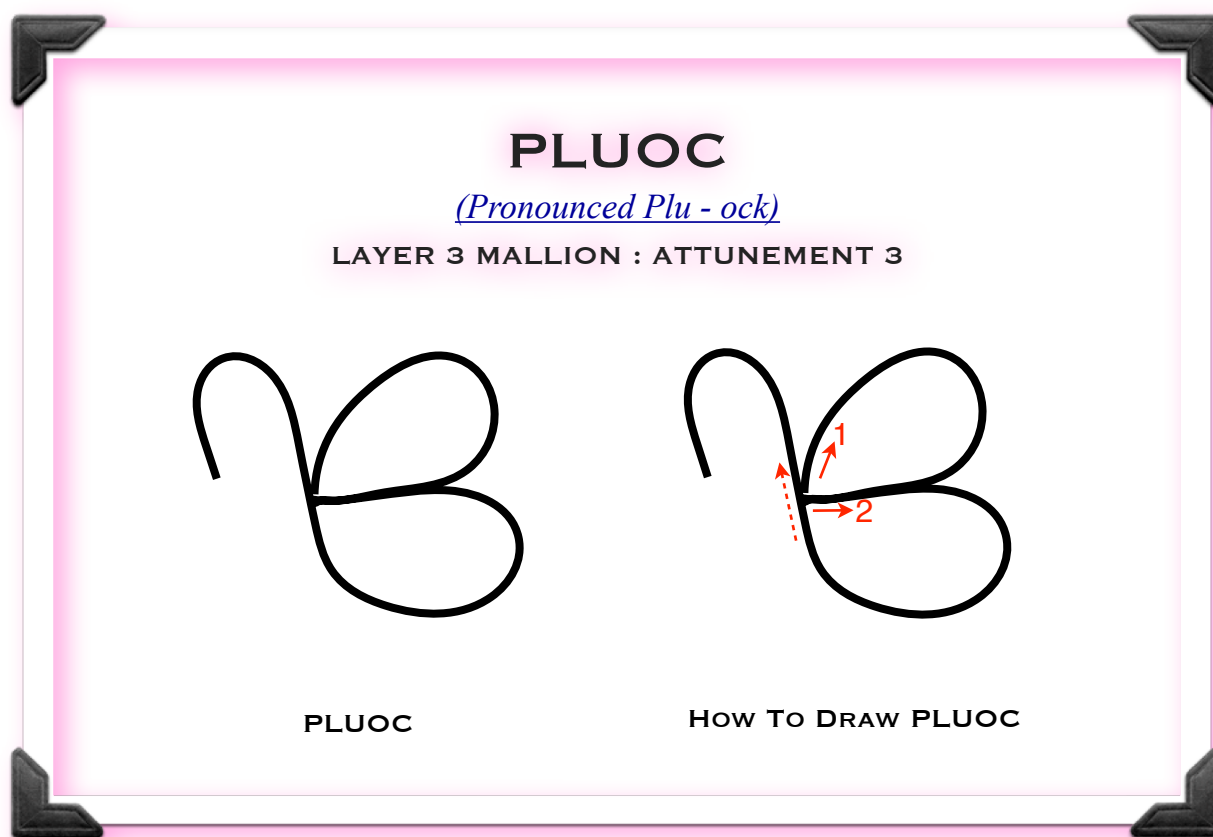 PLUOC
(Pronounced Plu - ock)
LAYER 3 MALLION : ATTUNEMENT 3
1
2
PLUOC
How To Draw PLUOC